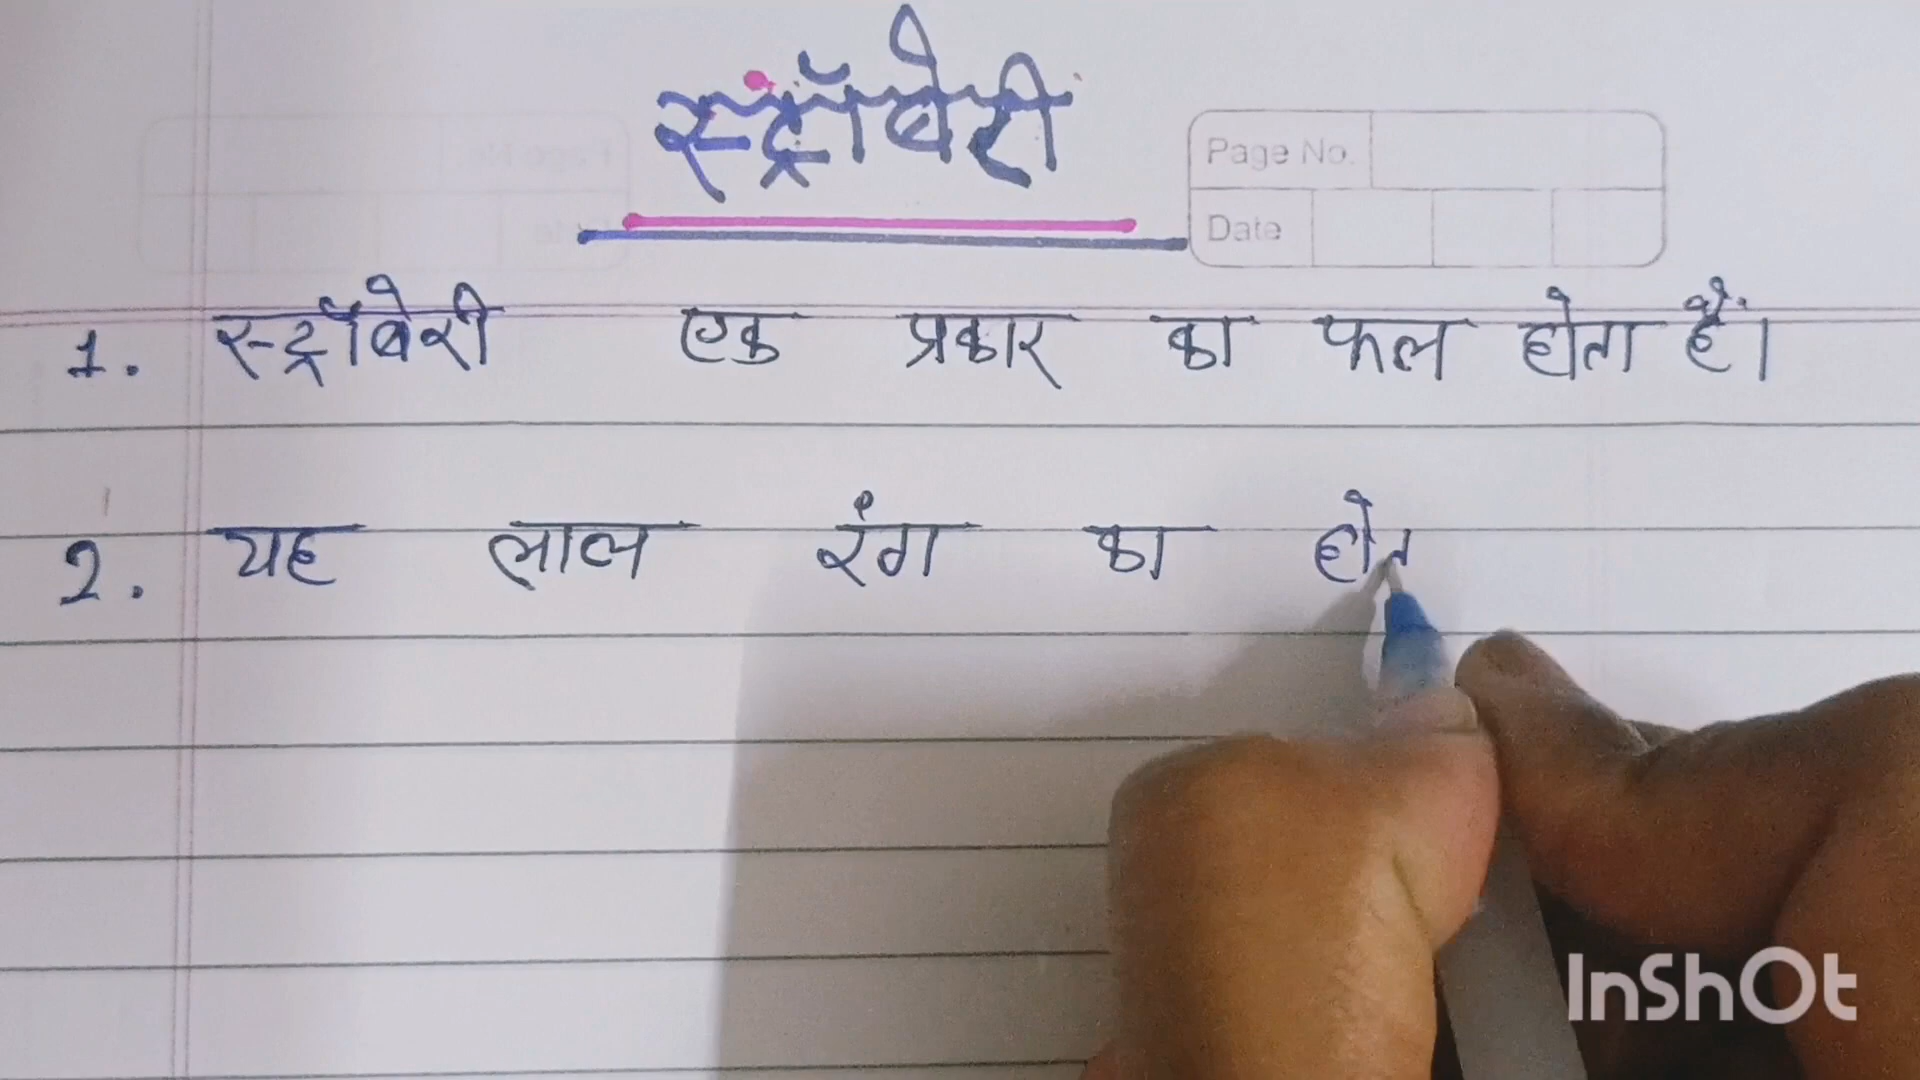 स्ट्रॉबेरी
Page No.
Date
1. स्ट्रॉबेरी एक प्रकार का फल होता है।
2. यह लाल रंग का होत
InShOt